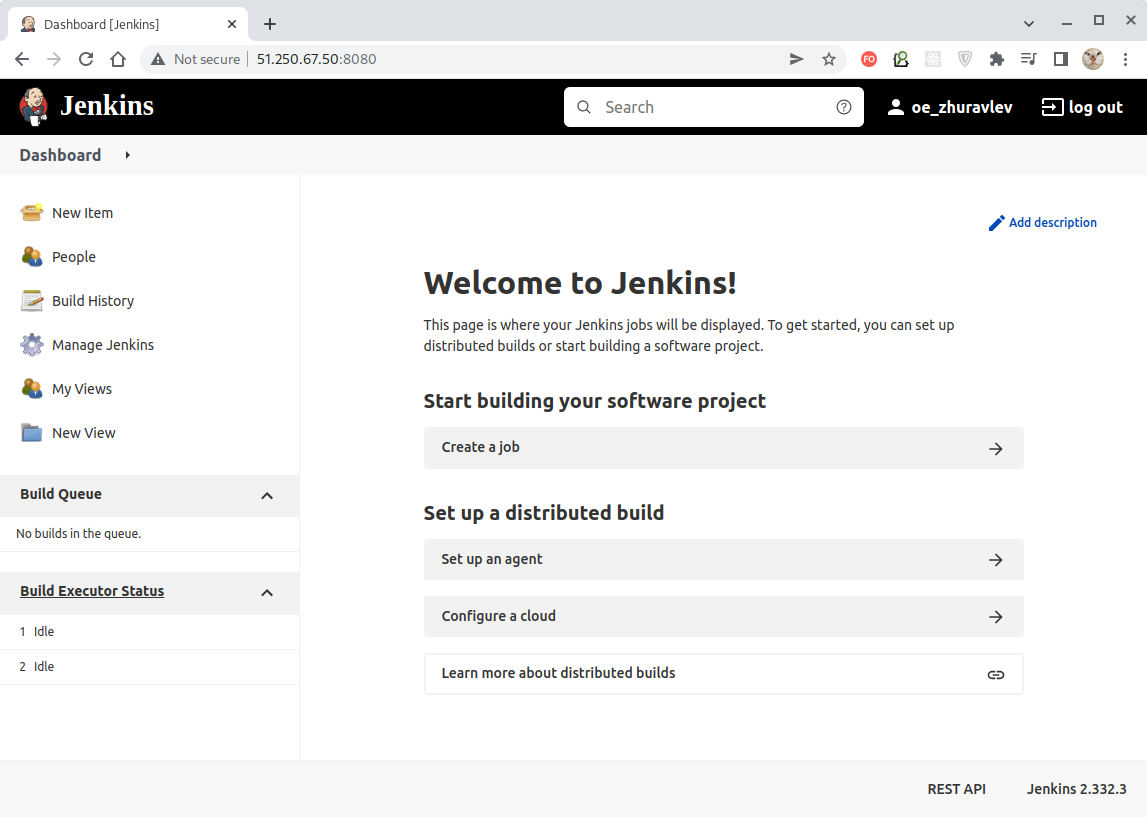 Dashboard [Jenkins]
Not secure
51.250.67.50:8080
FO
Jenkins
Search
oe_zhuravlev
log out
Dashboard
New Item
People
Build History
Manage Jenkins
My Views
New View
Build Queue
No builds in the queue.
Build Executor Status
1 Idle
2 Idle
Add description
Welcome to Jenkins!
This page is where your Jenkins jobs will be displayed. To get started, you can set up
distributed builds or start building a software project.
Start building your software project
Create a job
Set up a distributed build
Set up an agent
Configure a cloud
Learn more about distributed builds
REST API
Jenkins 2.332.3